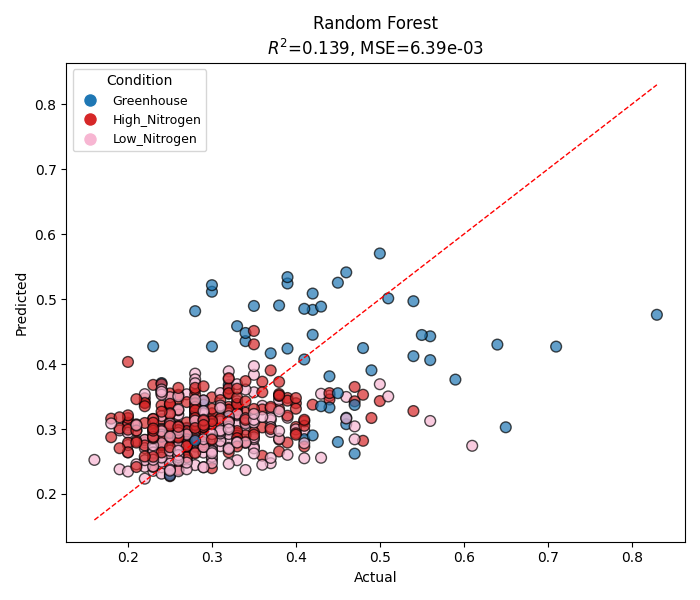 Random Forest
R²=0.139, MSE=6.39e-03
Condition
Greenhouse
High_Nitrogen
Low_Nitrogen
Predicted
0.8
0.7
0.6
0.5
0.4
0.3
0.2
0.2 0.3 0.4 0.5 0.6 0.7 0.8
Actual